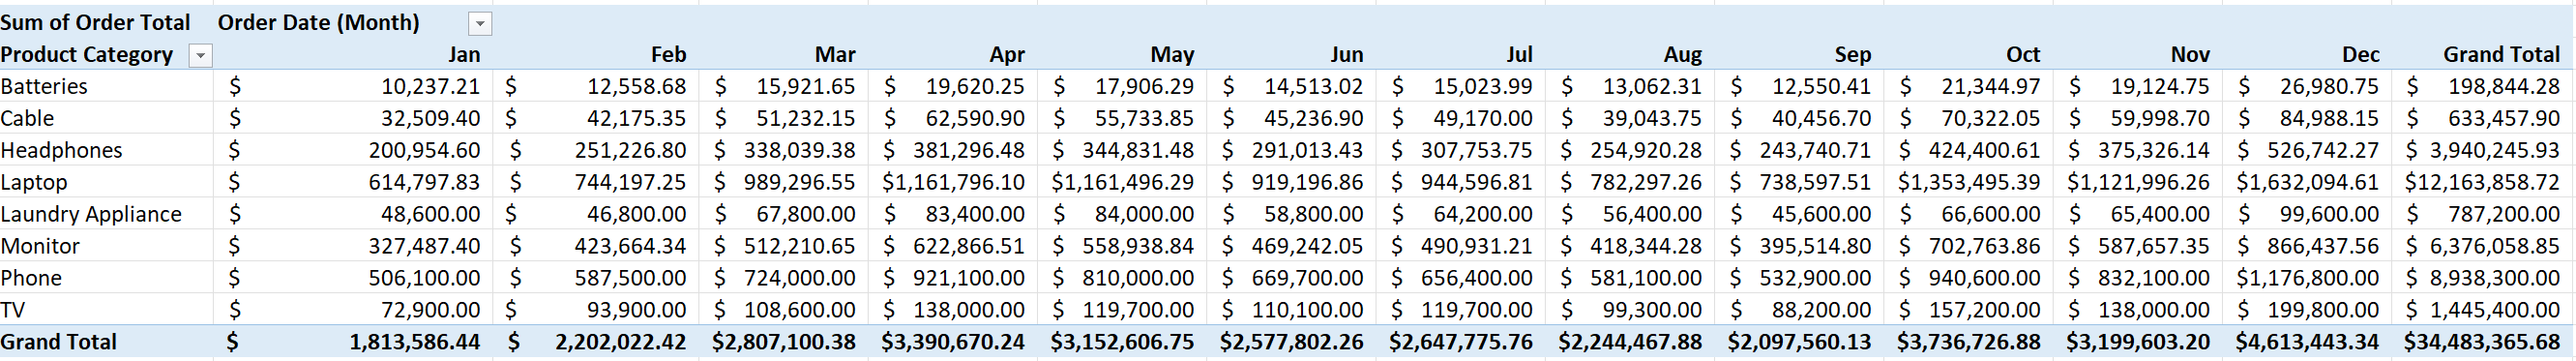 Sum of Order Total Order Date (Month)
Product Category Jan Feb Mar Apr May Jun Jul Aug Sep Oct Nov Dec Grand Total
Batteries $ 10,237.21 $ 12,558.68 $ 15,921.65 $ 19,620.25 $ 17,906.29 $ 14,513.02 $ 15,023.99 $ 13,062.31 $ 12,550.41 $ 21,344.97 $ 19,124.75 $ 26,980.75 $ 198,844.28
Cable $ 32,509.40 $ 42,175.35 $ 51,232.15 $ 62,590.90 $ 55,733.85 $ 45,236.90 $ 49,170.00 $ 39,043.75 $ 40,456.70 $ 70,322.05 $ 59,998.70 $ 84,988.15 $ 633,457.90
Headphones $ 200,954.60 $ 251,226.80 $ 338,039.38 $ 381,296.48 $ 344,831.48 $ 291,013.43 $ 307,753.75 $ 254,920.28 $ 243,740.71 $ 424,400.61 $ 375,326.14 $ 526,742.27 $ 3,940,245.93
Laptop $ 614,797.83 $ 744,197.25 $ 989,296.55 $1,161,796.10 $1,161,496.29 $ 919,196.86 $ 944,596.81 $ 782,297.26 $ 738,597.51 $1,353,495.39 $1,121,996.26 $1,632,094.61 $12,163,858.72
Laundry Appliance $ 48,600.00 $ 46,800.00 $ 67,800.00 $ 83,400.00 $ 84,000.00 $ 58,800.00 $ 64,200.00 $ 56,400.00 $ 45,600.00 $ 66,600.00 $ 65,400.00 $ 99,600.00 $ 787,200.00
Monitor $ 327,487.40 $ 423,664.34 $ 512,210.65 $ 622,866.51 $ 558,938.84 $ 469,242.05 $ 490,931.21 $ 418,344.28 $ 395,514.80 $ 702,763.86 $ 587,657.35 $ 866,437.56 $ 6,376,058.85
Phone $ 506,100.00 $ 587,500.00 $ 724,000.00 $ 921,100.00 $ 810,000.00 $ 669,700.00 $ 656,400.00 $ 581,100.00 $ 532,900.00 $ 940,600.00 $ 832,100.00 $1,176,800.00 $ 8,938,300.00
TV $ 72,900.00 $ 93,900.00 $ 108,600.00 $ 138,000.00 $ 119,700.00 $ 110,100.00 $ 119,700.00 $ 99,300.00 $ 88,200.00 $ 157,200.00 $ 138,000.00 $ 199,800.00 $ 1,445,400.00
Grand Total $ 1,813,586.44 $ 2,202,022.42 $2,807,100.38 $3,390,670.24 $3,152,606.75 $2,577,802.26 $2,647,775.76 $2,244,467.88 $2,097,560.13 $3,736,726.88 $3,199,603.20 $4,613,443.34 $34,483,365.68